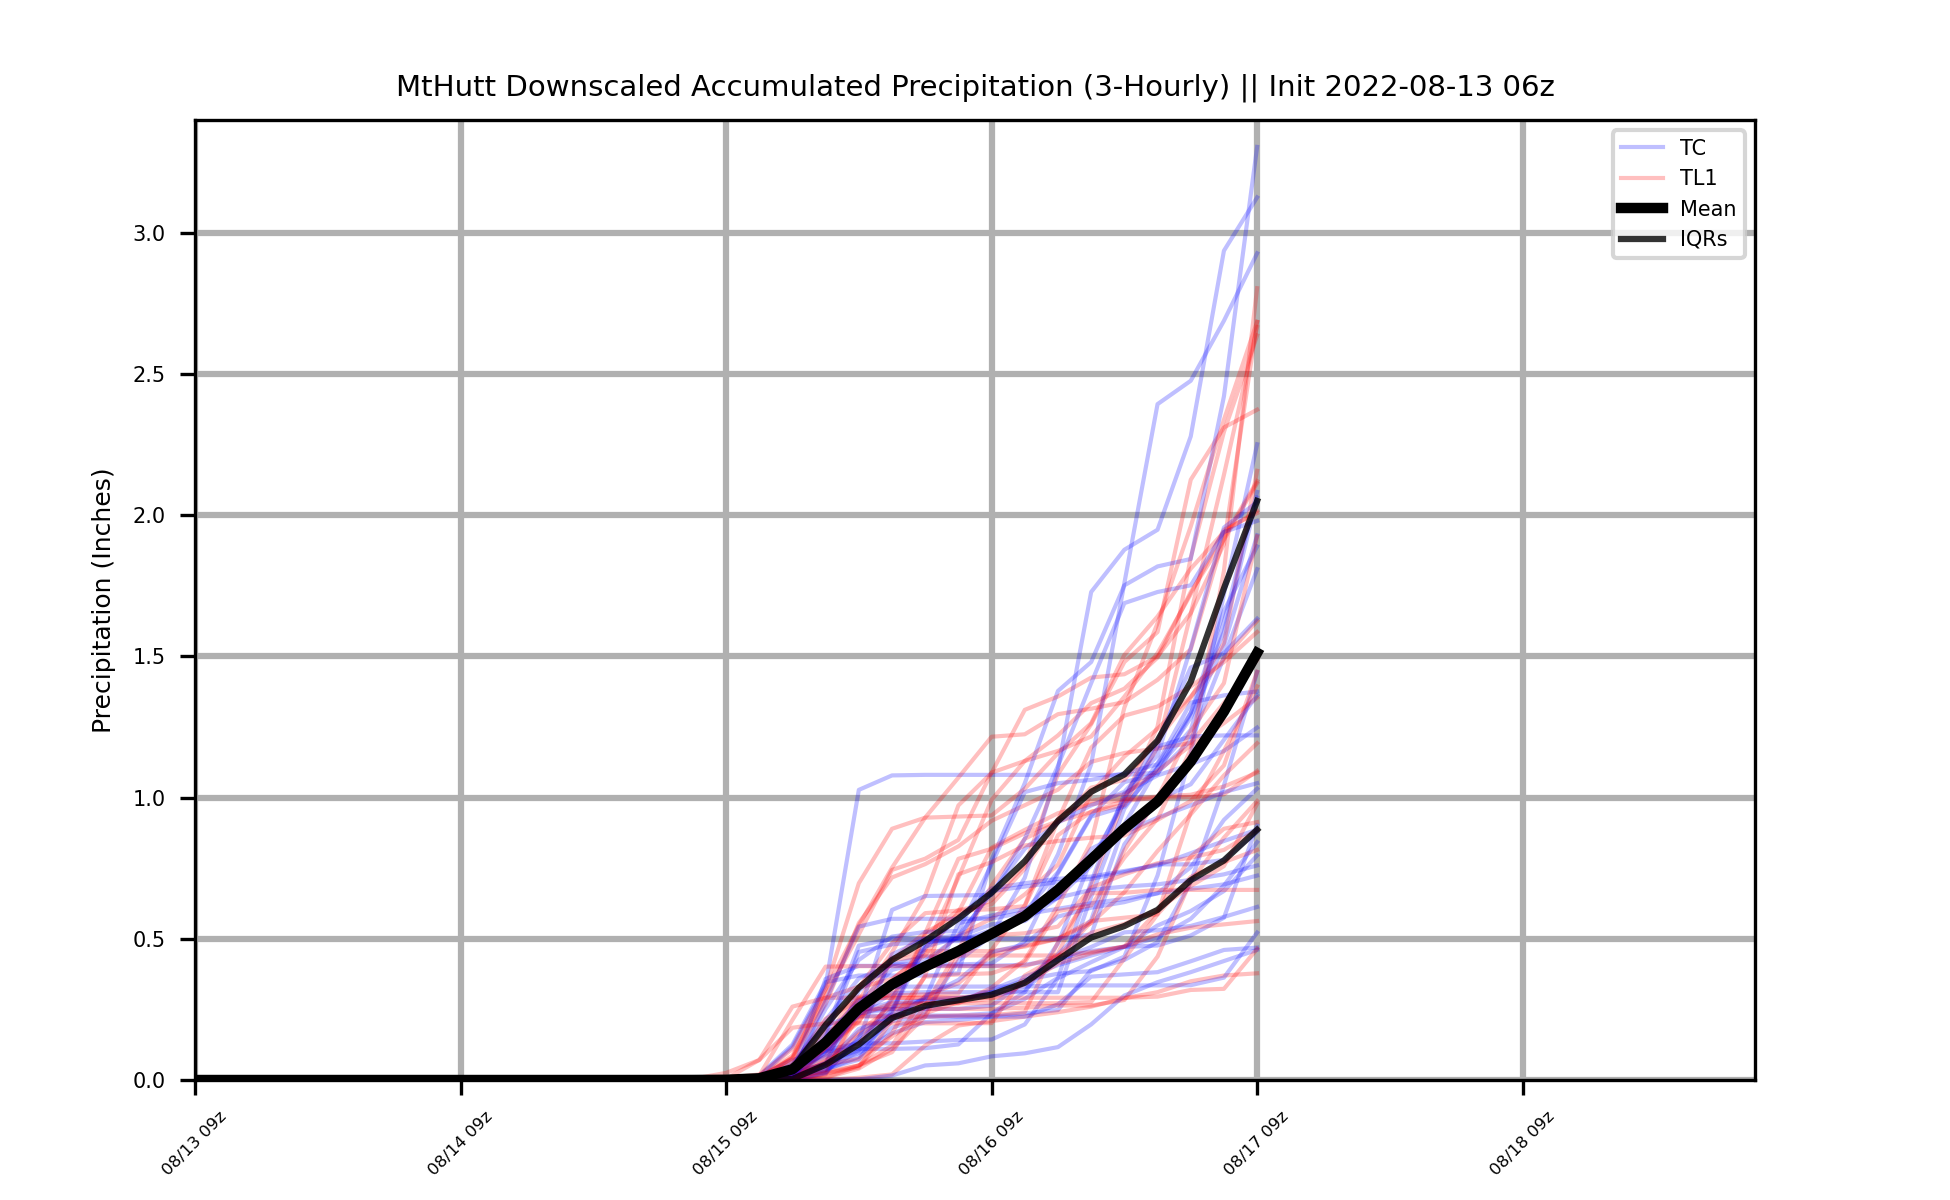 MtHutt Downscaled Accumulated Precipitation (3-Hourly) || Init 2022-08-13 06z
TC
TL1
Mean
IQRs
Precipitation (Inches)
3.0
2.5
2.0
1.5
1.0
0.5
0.0
08/13 09z
08/14 09z
08/15 09z
08/16 09z
08/17 09z
08/18 09z